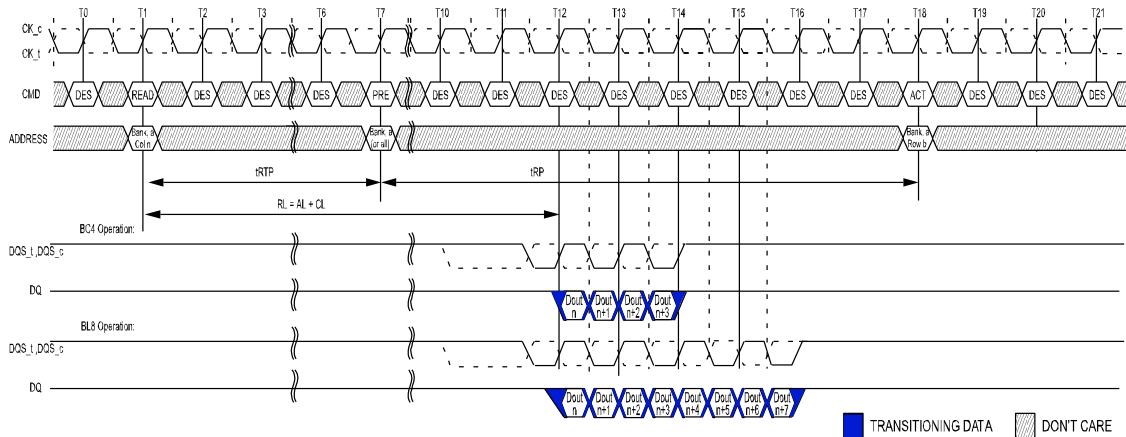 T0 T1 T2 T3 T6 T7 T10 T11 T12 T13 T14 T15 T16 T17 T18 T19 T20 T21
CK_c
CK_t
CMD DES READ DES DES DES PRE DES DES DES DES DES DES DES DES ACT DES DES DES
ADDRESS Bank, a Bank, a Bank, a
Col n (or all) Row b
tRTP tRP
RL = AL + CL
BC4 Operation:
DQS_t ,DQS_c
DQ Dout Dout Dout Dout
n n+1 n+2 n+3
BL8 Operation:
DQS_t ,DQS_c
DQ Dout Dout Dout Dout Dout Dout Dout Dout
n n+1 n+2 n+3 n+4 n+5 n+6 n+7
TRANSITIONING DATA DON'T CARE